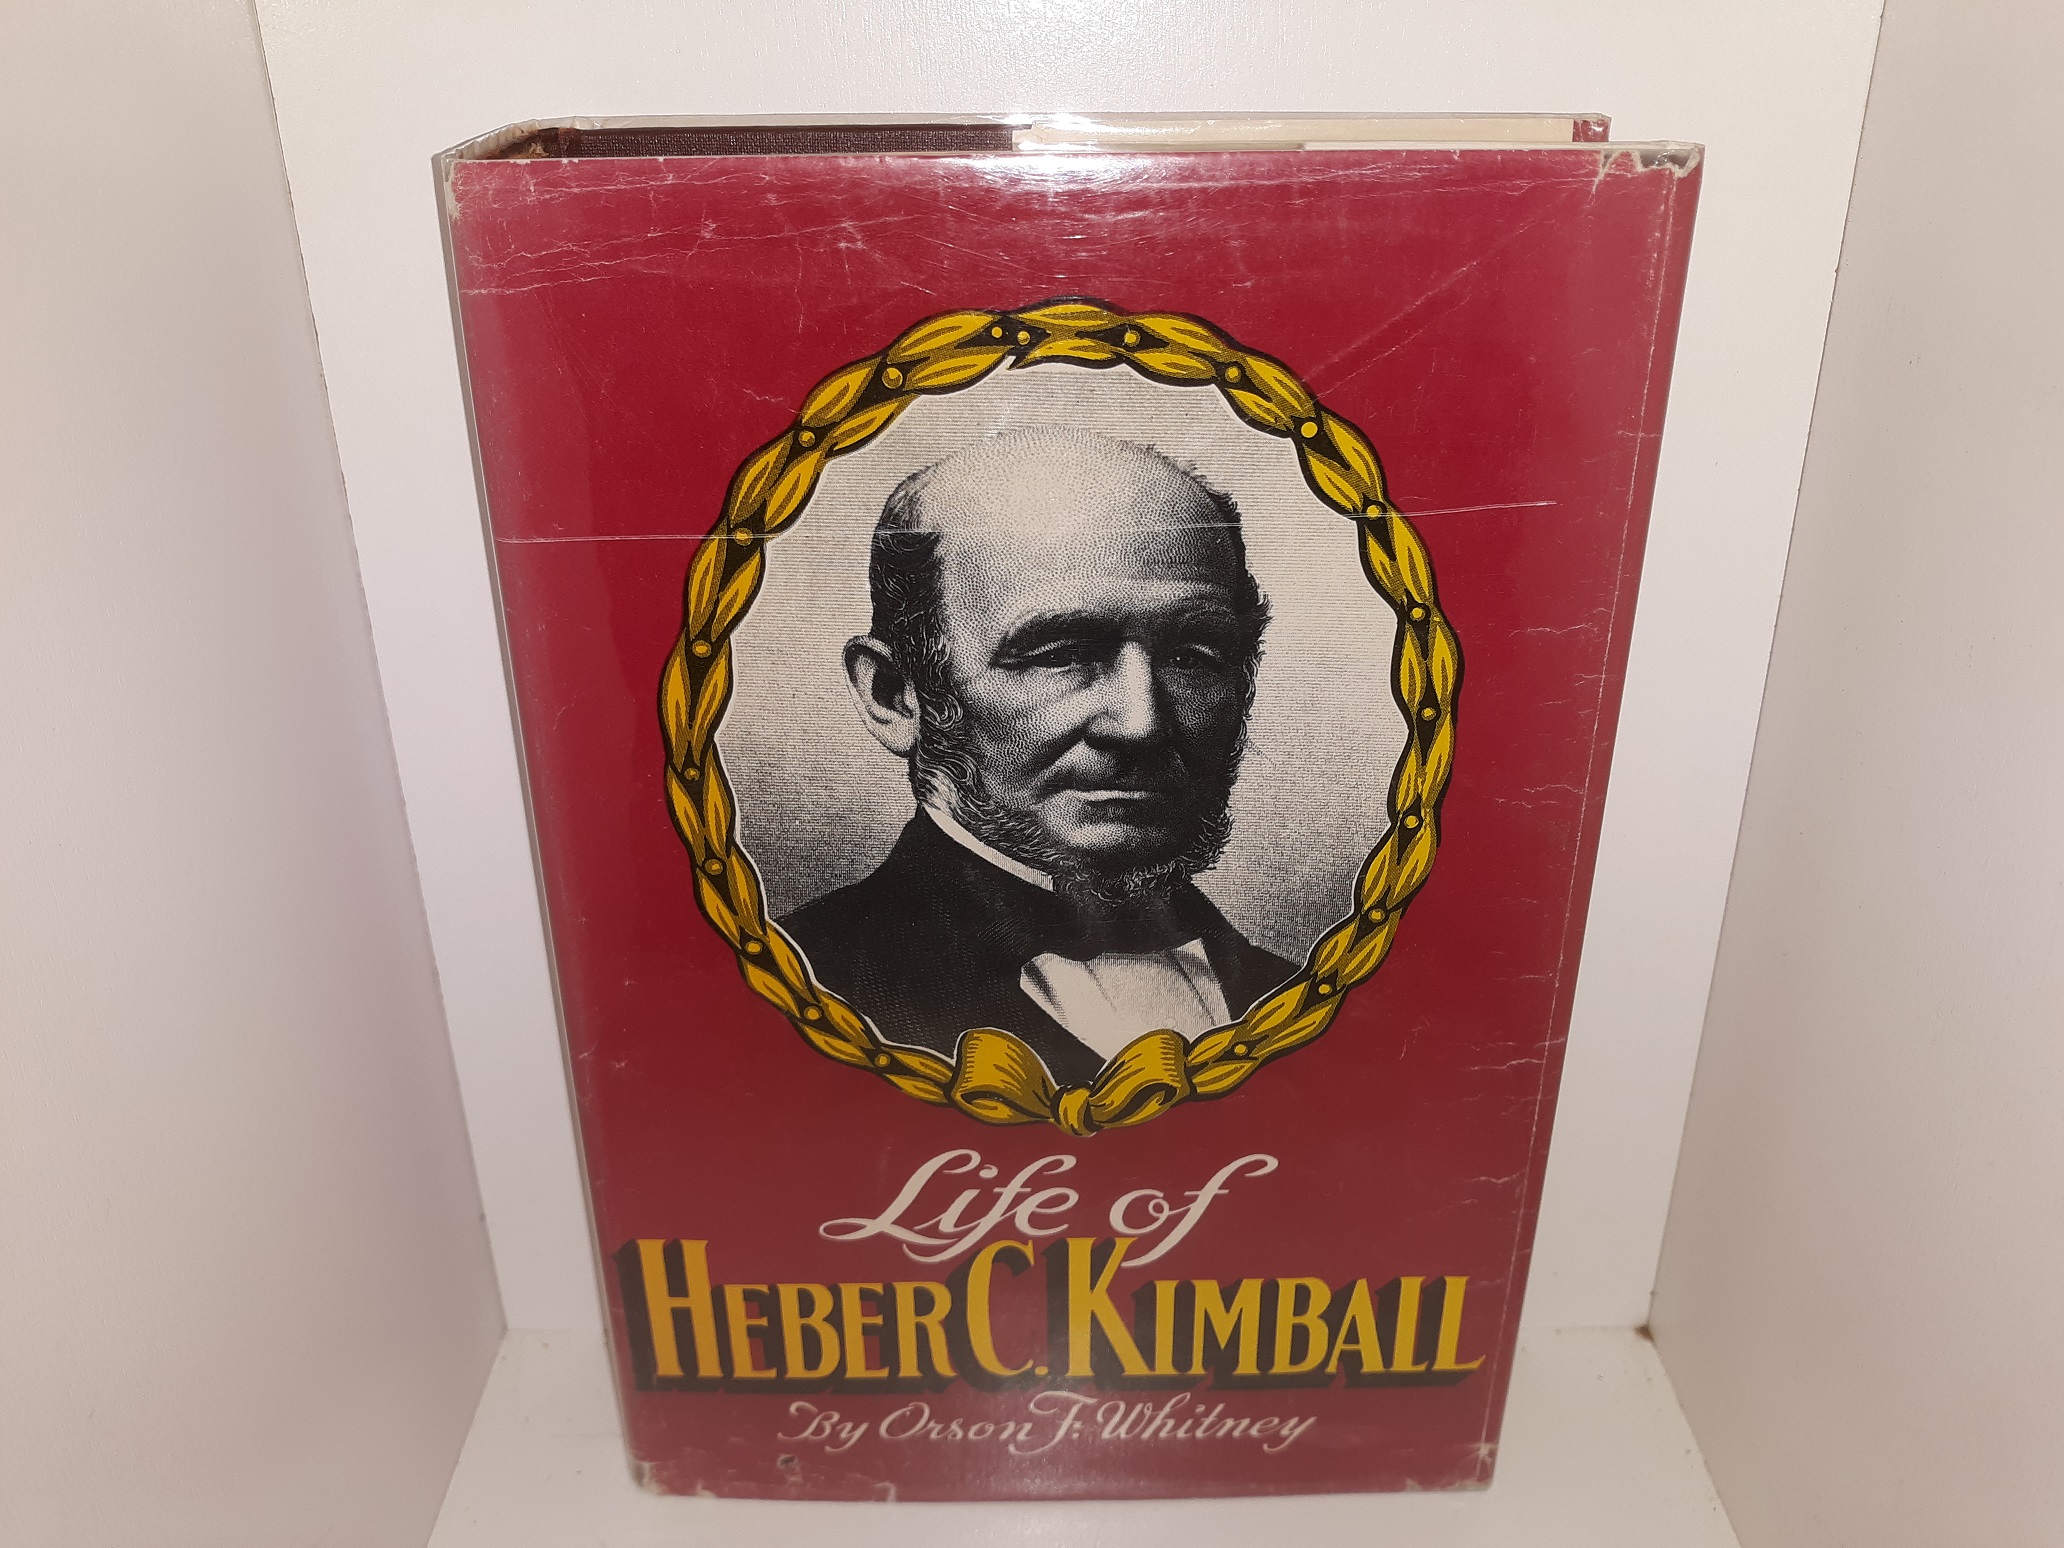 Life of
HEBER C. KIMBALL
By Orson F. Whitney